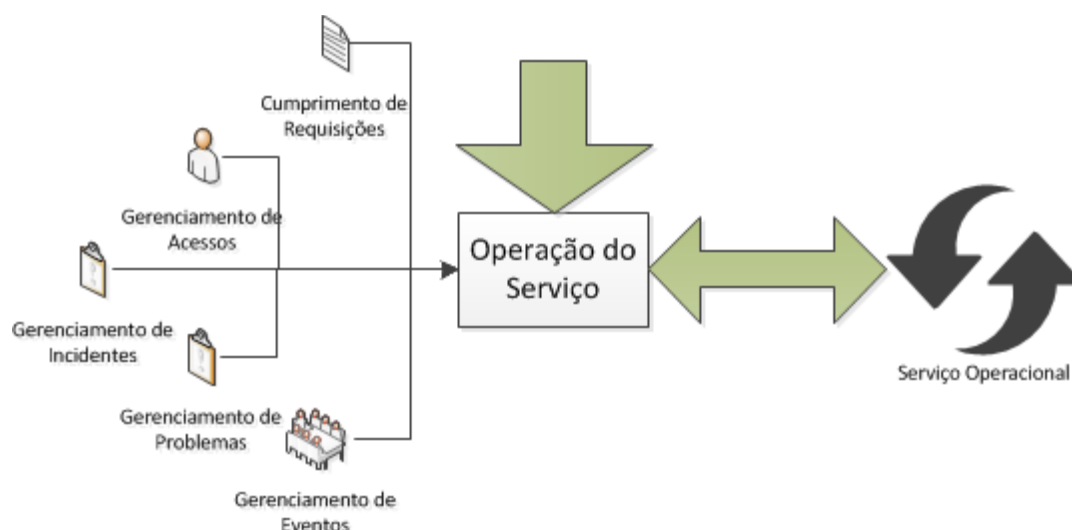 Cumprimento de
Requisições
Gerenciamento de
Acessos
Operação do
Serviço
Gerenciamento de
Incidentes
Serviço Operacional
Gerenciamento de
Problemas
Gerenciamento de
Eventos